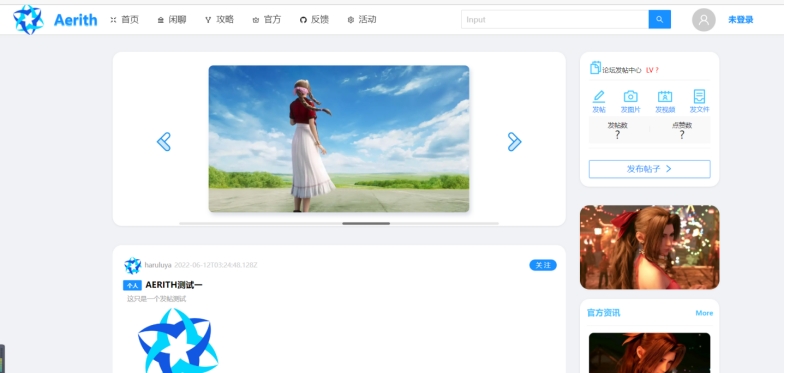 Aerith 首页 闲聊 攻略 官方 反馈 活动 Input 未登录
论坛发帖中心 LV ?
发帖 发图片 发视频 发文件
发帖数 点赞数
? ?
发布帖子
haruluya 2022-06-12T03:24:48.128Z 关注
个人 AERITH测试一
这只是一个发帖测试
官方资讯 More